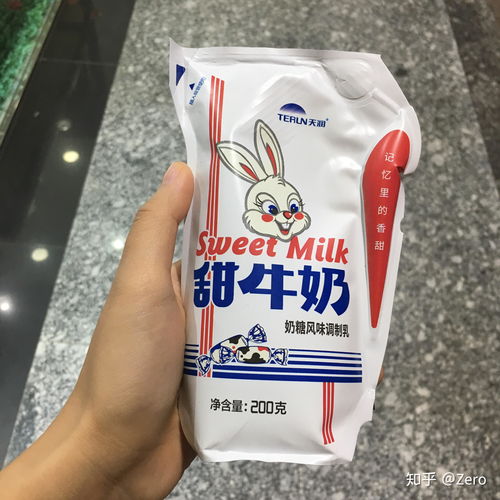 TERUN天润
记忆里的香甜
Sweet Milk
甜牛奶
奶糖风味调制乳
净含量:200克
知乎 @Zero